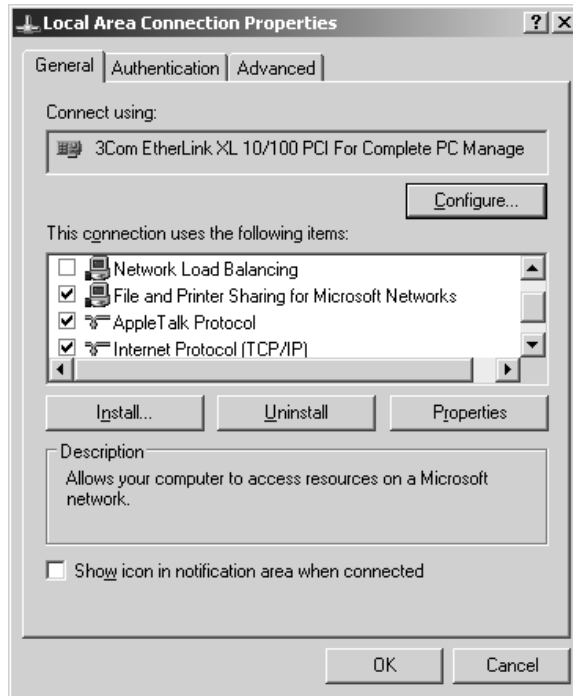 Local Area Connection Properties
General Authentication Advanced
Connect using:
3Com EtherLink XL 10/100 PCI For Complete PC Manage
Configure...
This connection uses the following items:
Network Load Balancing
File and Printer Sharing for Microsoft Networks
AppleTalk Protocol
Internet Protocol (TCP/IP)
Install... Uninstall Properties
Description
Allows your computer to access resources on a Microsoft
network.
Show icon in notification area when connected
OK Cancel